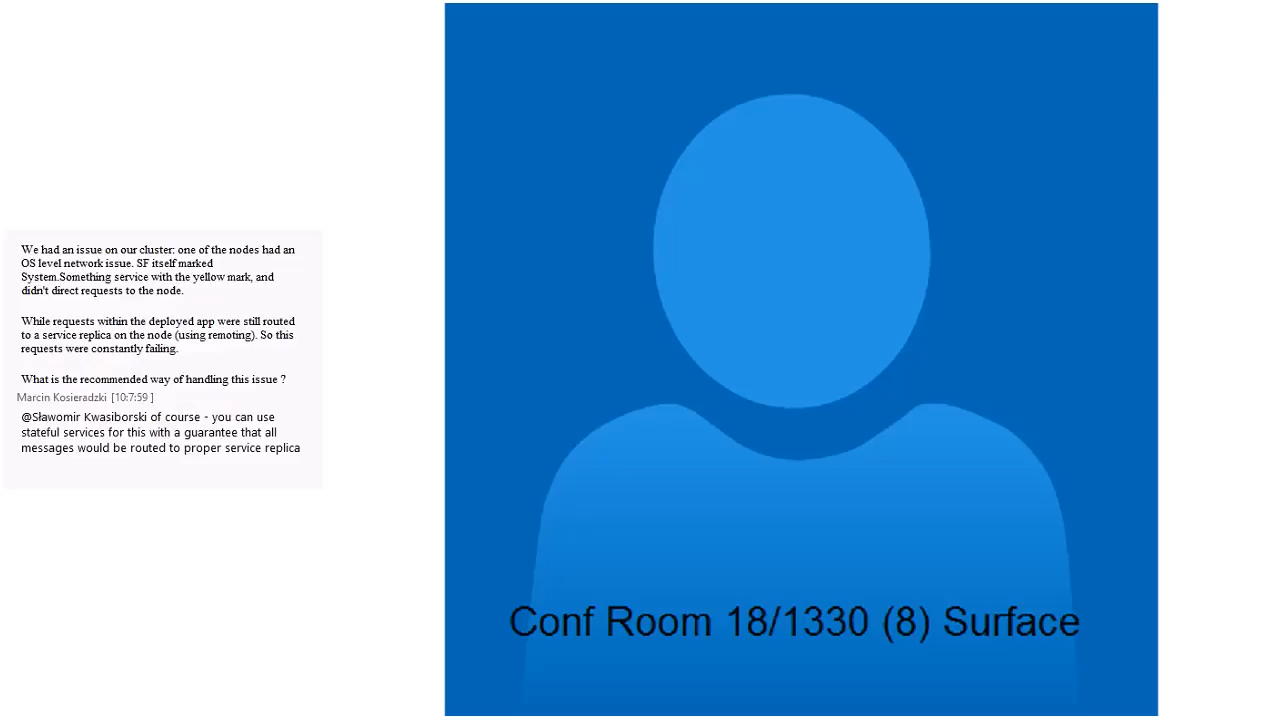 We had an issue on our cluster: one of the nodes had an
OS level network issue. SF itself marked
System.Something service with the yellow mark, and
didn't direct requests to the node.
While requests within the deployed app were still routed
to a service replica on the node (using remoting). So this
requests were constantly failing.
What is the recommended way of handling this issue ?
Marcin Kosieradzki [10:7:59 ]
@Sławomir Kwasiborski of course - you can use
stateful services for this with a guarantee that all
messages would be routed to proper service replica
Conf Room 18/1330 (8) Surface